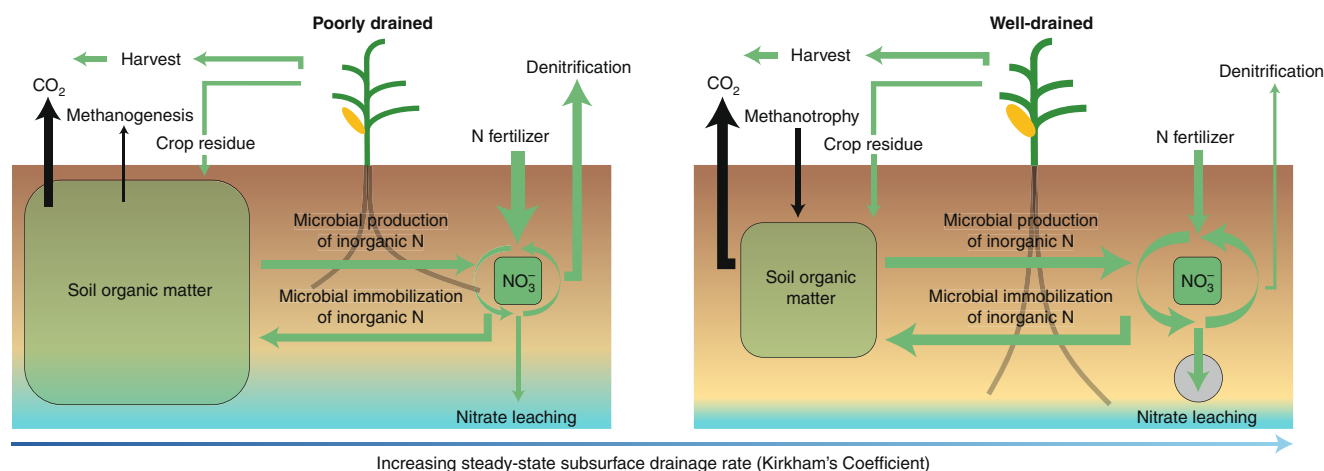 Poorly drained
Harvest
CO2
Methanogenesis
Crop residue
Denitrification
N fertilizer
Microbial production
of inorganic N
Soil organic matter
NO3−
Microbial immobilization
of inorganic N
Nitrate leaching
Well-drained
Harvest
CO2
Methanotrophy
Crop residue
Denitrification
N fertilizer
Microbial production
of inorganic N
Soil organic
matter
NO3−
Microbial immobilization
of inorganic N
Nitrate leaching
Increasing steady-state subsurface drainage rate (Kirkham's Coefficient)